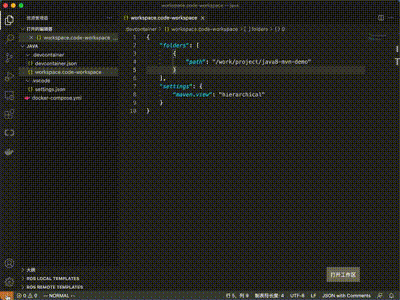 workspace.code-workspace — java
资源管理器
打开的编辑器
workspace.code-workspace
JAVA
.devcontainer
devcontainer.json
workspace.code-workspace
.vscode
settings.json
docker-compose.yml
大纲
ROS LOCAL TEMPLATES
ROS REMOTE TEMPLATES
workspace.code-workspace
.devcontainer > workspace.code-workspace > [ ] folders > {} 0
1 {
2 "folders": [
3 {
4 "path": "/work/project/java8-mvn-demo"
5 }
6 ],
7 "settings": {
8 "maven.view": "hierarchical"
9 }
10 }
打开工作区
0 0 -- NORMAL -- 行 5，列 9 制表符长度: 4 UTF-8 LF JSON with Comments